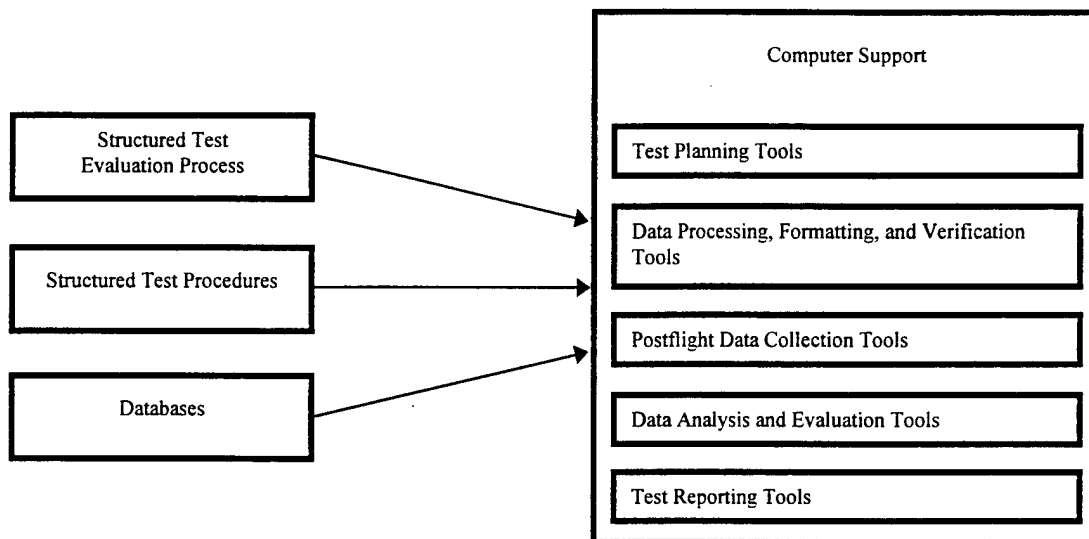 Structured Test
Evaluation Process
Structured Test Procedures
Databases
Computer Support
Test Planning Tools
Data Processing, Formatting, and Verification
Tools
Postflight Data Collection Tools
Data Analysis and Evaluation Tools
Test Reporting Tools